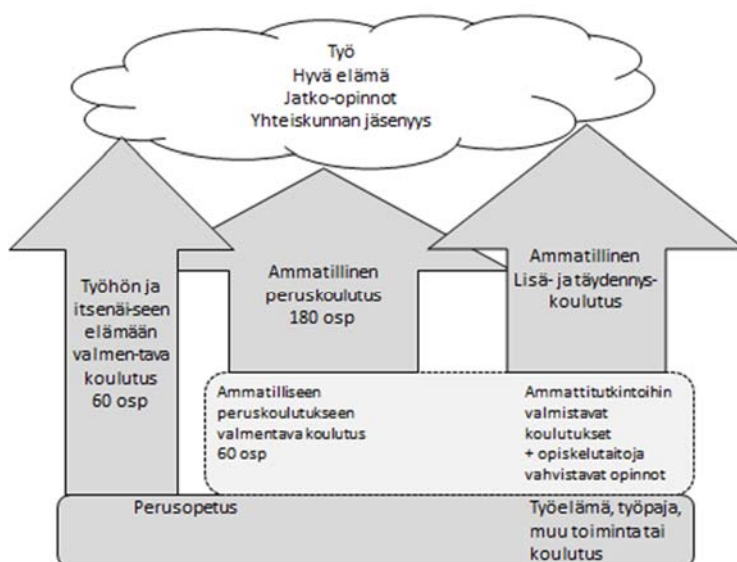 Työ
Hyvä elämä
Jatko-opinnot
Yhteiskunnan jäsenyys
Työhön ja
itsenäi-seen
elämään
valmen-tava
koulutus
60 osp
Ammatillinen
peruskoulutus
180 osp
Ammatillinen
Lisä- ja täydennys-
koulutus
Ammatilliseen
peruskoulutukseen
valmentava koulutus
60 osp
Ammattitutkintoihin
valmistavat
koulutukset
+ opiskelutaitoja
vahvistavat opinnot
Perusopetus
Työelämä, työpaja,
muu toiminta tai
koulutus